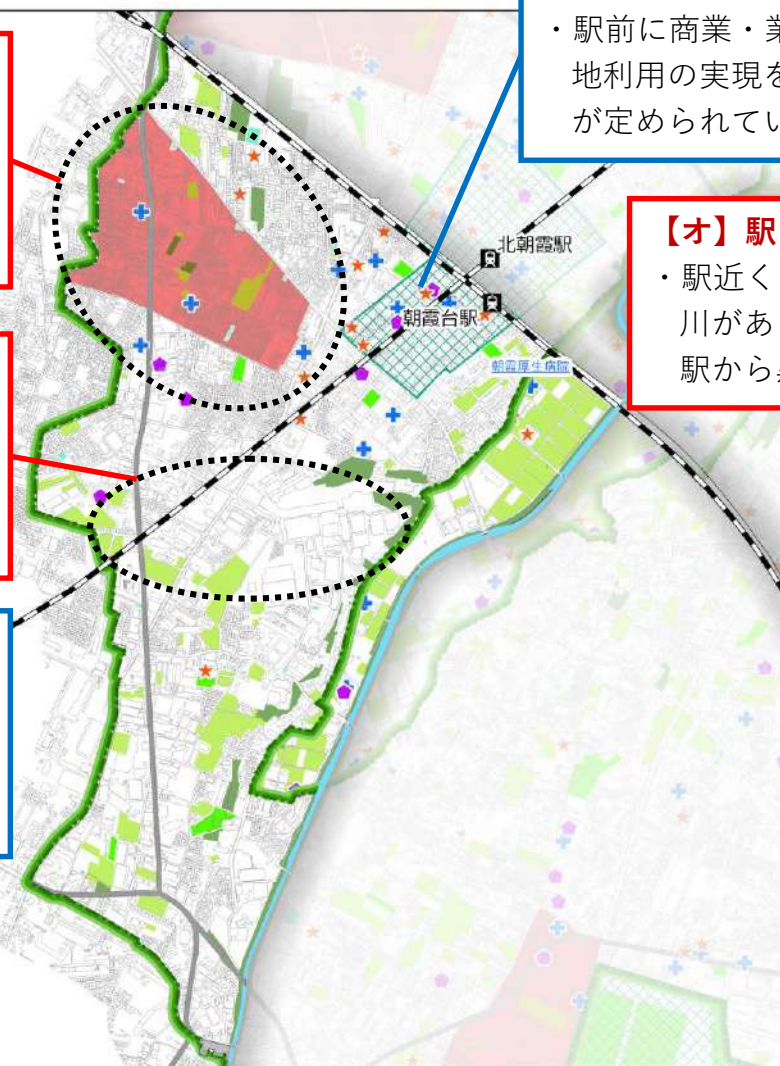 ・駅前に商業・業
地利用の実現を
が定められてい
北朝霞駅
【オ】駅
・駅近く
川があ
駅から
朝霞台駅
朝霞厚生病院